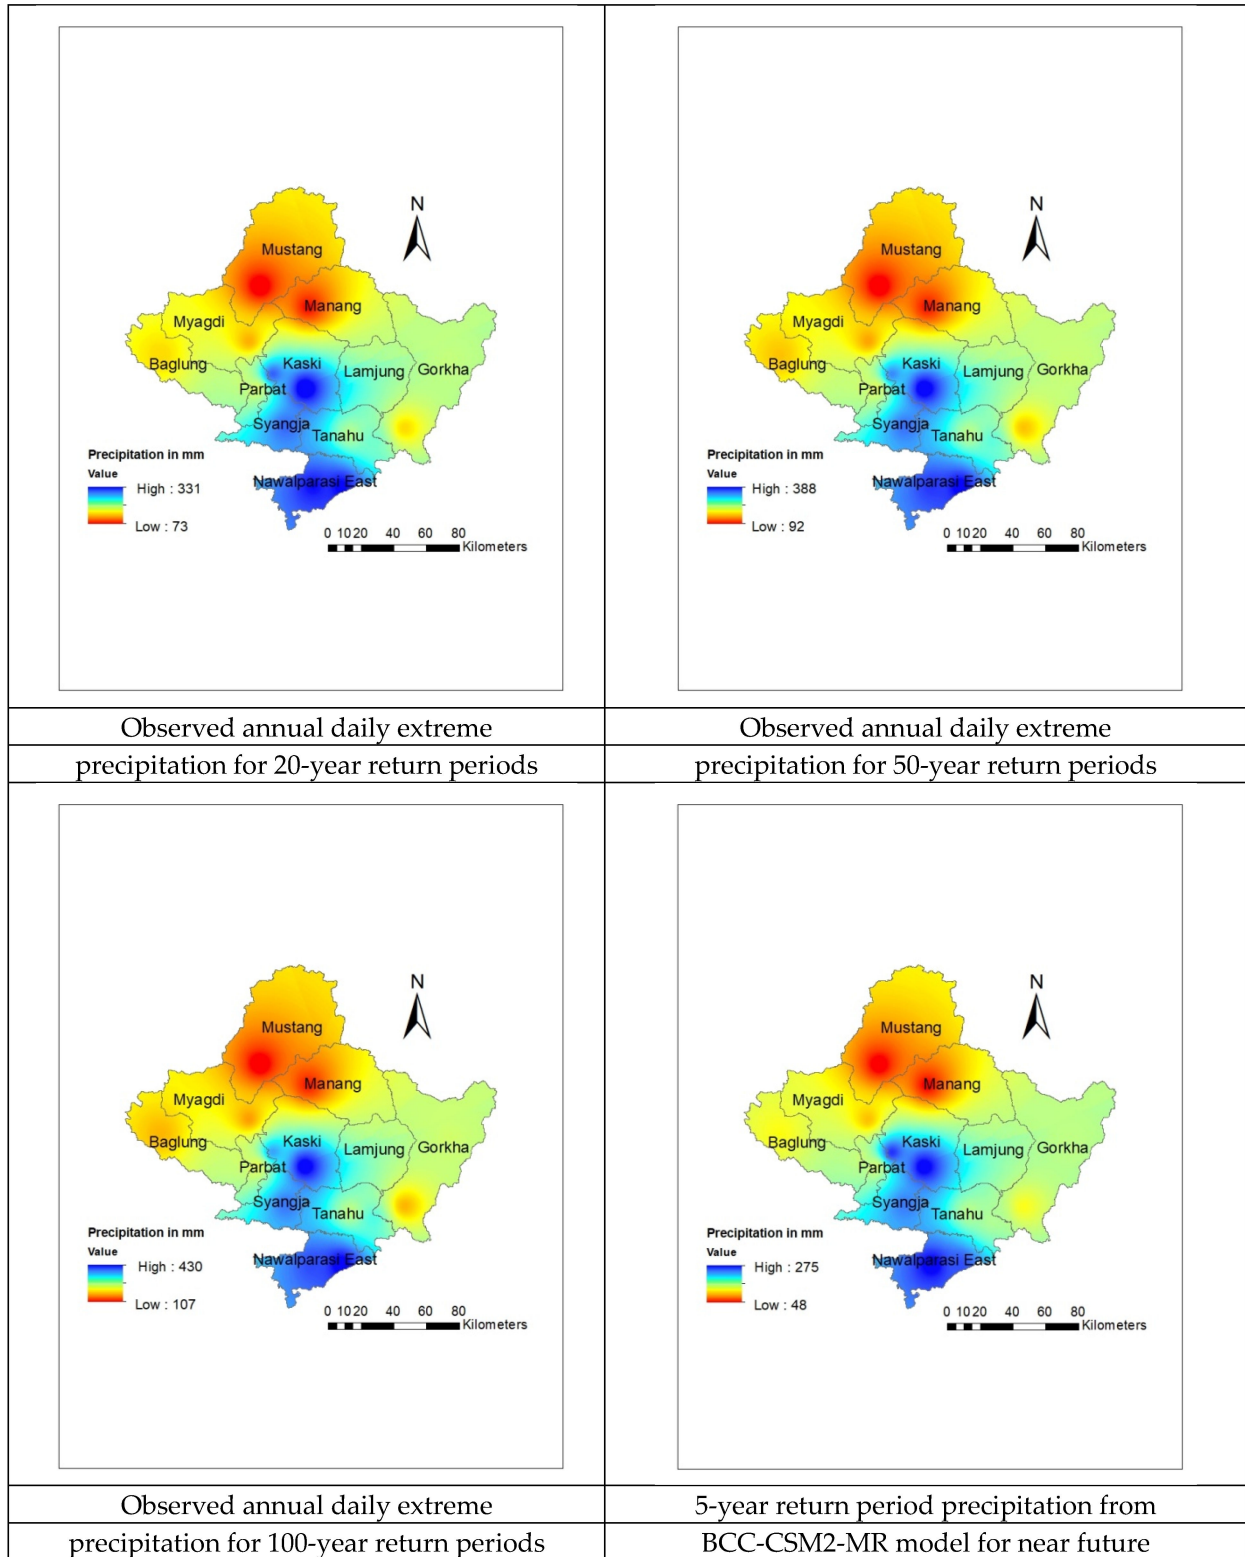 N
Mustang
Manang
Myagdi
Baglung
Kaski
Lamjung
Gorkha
Parbat
Syangja
Tanahu
Nawalparasi East
Precipitation in mm
Value
High : 331
Low : 73
0 10 20 40 60 80
Kilometers
N
Mustang
Manang
Myagdi
Baglung
Kaski
Lamjung
Gorkha
Parbat
Syangja
Tanahu
Nawalparasi East
Precipitation in mm
Value
High : 388
Low : 92
0 10 20 40 60 80
Kilometers
Observed annual daily extreme
precipitation for 20-year return periods
Observed annual daily extreme
precipitation for 50-year return periods
N
Mustang
Manang
Myagdi
Baglung
Kaski
Lamjung
Gorkha
Parbat
Syangja
Tanahu
Nawalparasi East
Precipitation in mm
Value
High : 430
Low : 107
0 10 20 40 60 80
Kilometers
N
Mustang
Manang
Myagdi
Baglung
Kaski
Lamjung
Gorkha
Parbat
Syangja
Tanahu
Nawalparasi East
Precipitation in mm
Value
High : 275
Low : 48
0 10 20 40 60 80
Kilometers
Observed annual daily extreme
precipitation for 100-year return periods
5-year return period precipitation from
BCC-CSM2-MR model for near future